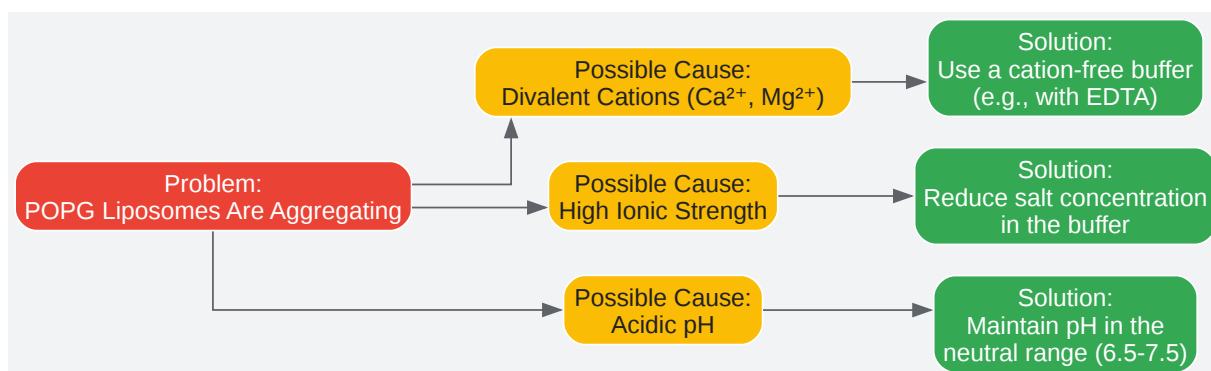 Problem:
POPG Liposomes Are Aggregating
Possible Cause:
Divalent Cations (Ca²⁺, Mg²⁺)
Solution:
Use a cation-free buffer
(e.g., with EDTA)
Possible Cause:
High Ionic Strength
Solution:
Reduce salt concentration
in the buffer
Possible Cause:
Acidic pH
Solution:
Maintain pH in the
neutral range (6.5-7.5)